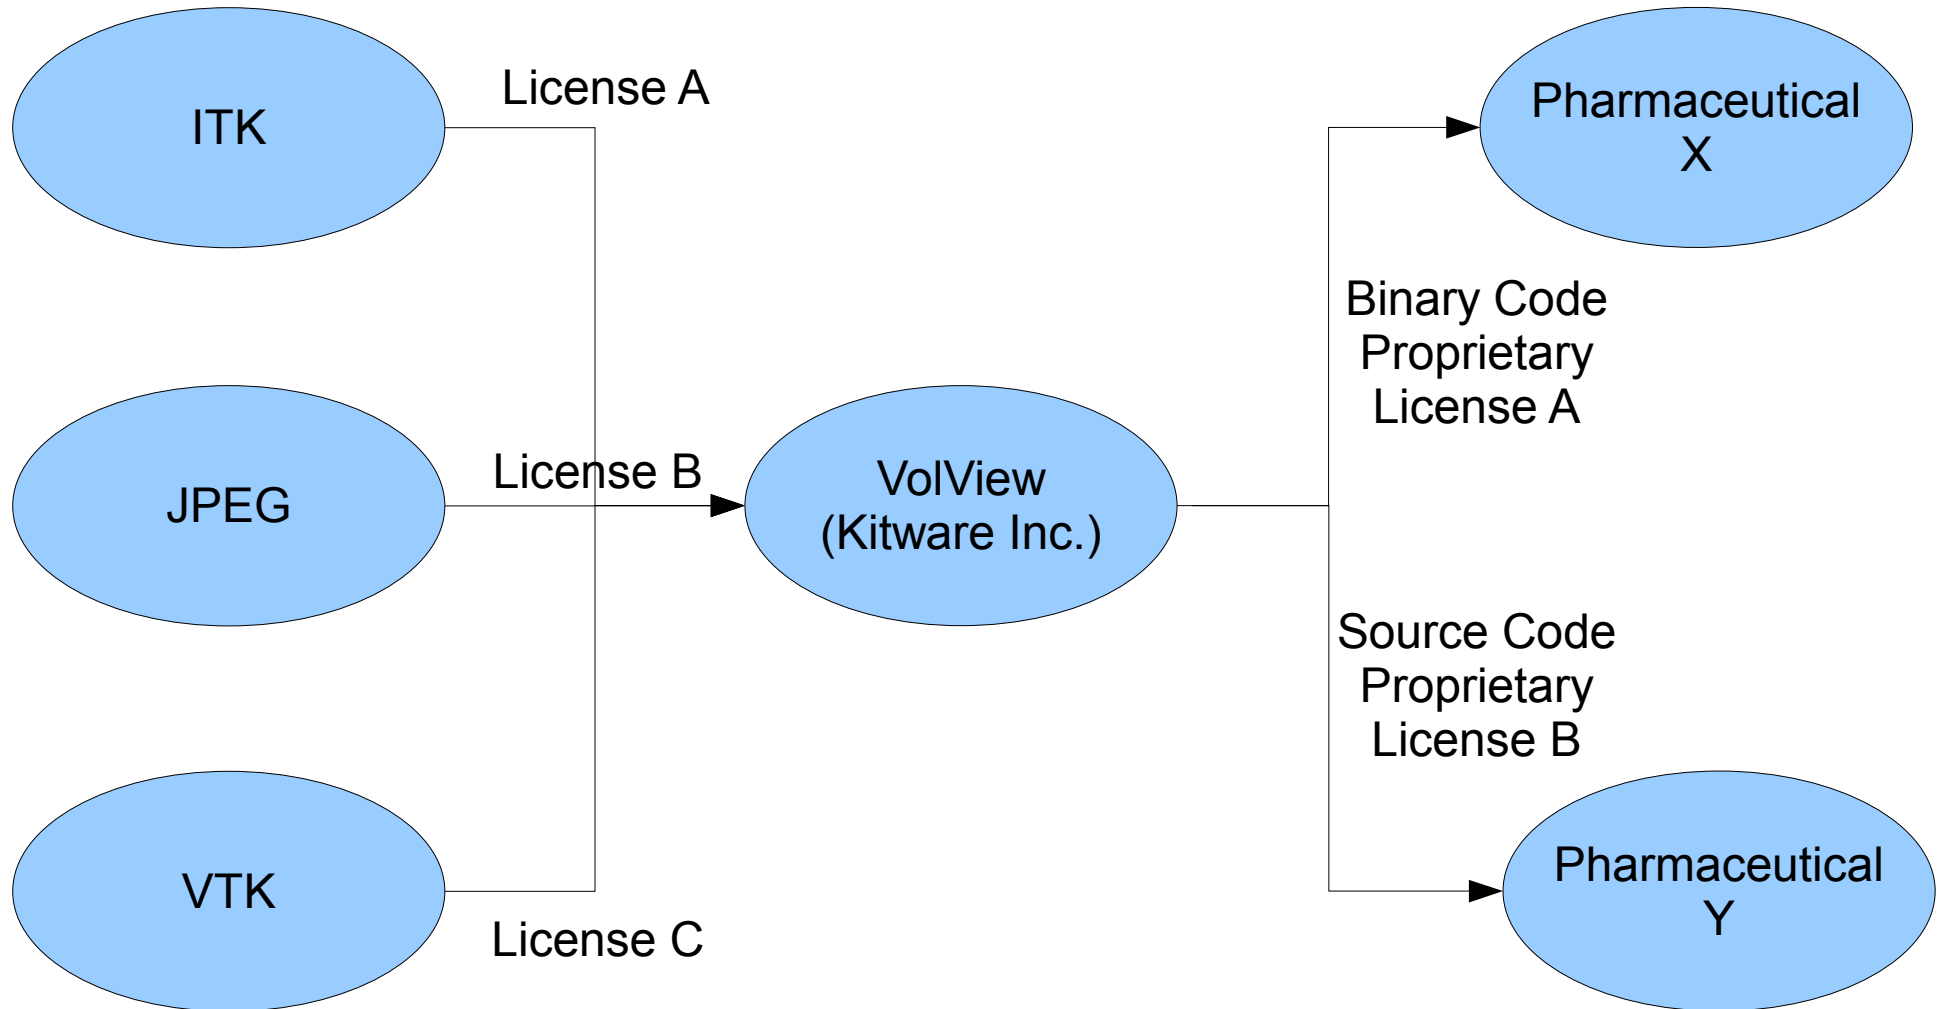 ITK
License A
JPEG
License B
VTK
License C
VolView
(Kitware Inc.)
Pharmaceutical
X
Binary Code
Proprietary
License A
Source Code
Proprietary
License B
Pharmaceutical
Y